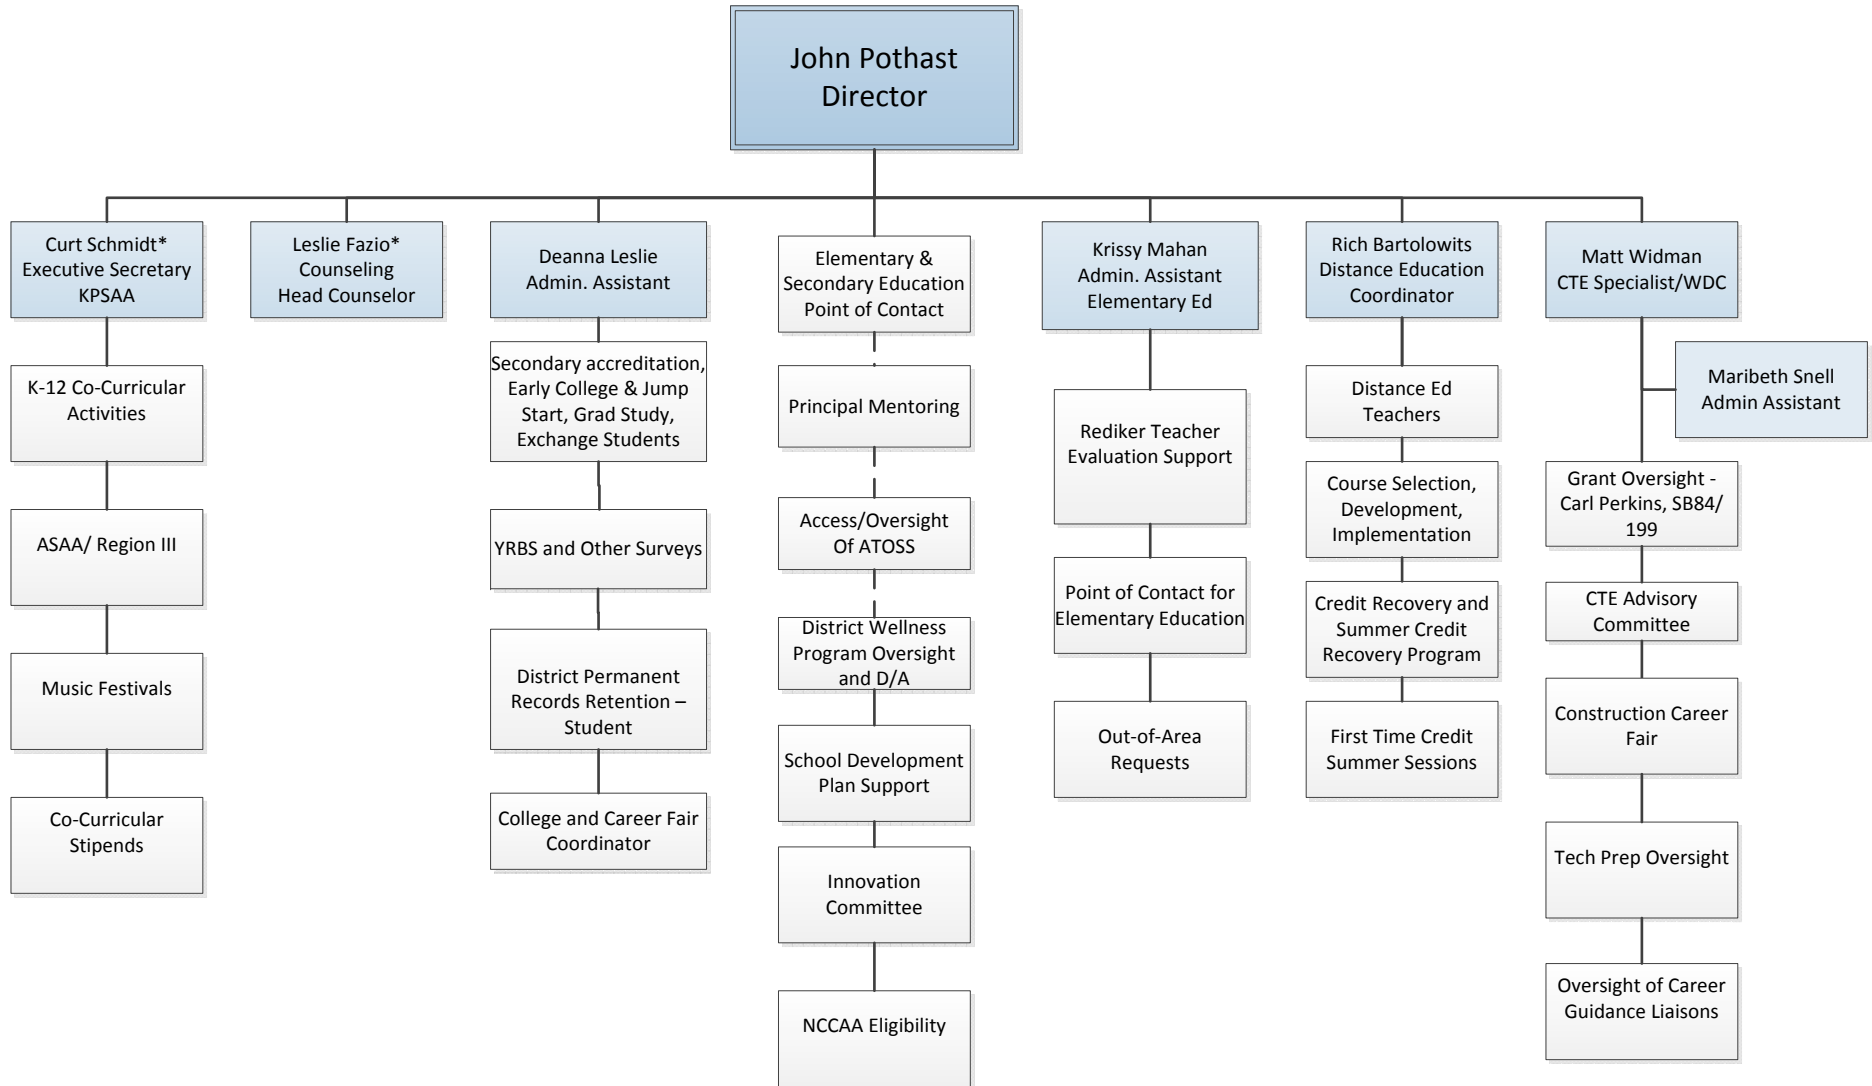 John Pothast
Director
Curt Schmidt*
Executive Secretary
KPSAA
K-12 Co-Curricular
Activities
ASAA/ Region III
Music Festivals
Co-Curricular
Stipends
Leslie Fazio*
Counseling
Head Counselor
Deanna Leslie
Admin. Assistant
Secondary accreditation,
Early College & Jump
Start, Grad Study,
Exchange Students
YRBS and Other Surveys
District Permanent
Records Retention –
Student
College and Career Fair
Coordinator
Elementary &
Secondary Education
Point of Contact
Principal Mentoring
Access/Oversight
Of ATOSS
District Wellness
Program Oversight
and D/A
School Development
Plan Support
Innovation
Committee
NCCAA Eligibility
Krissy Mahan
Admin. Assistant
Elementary Ed
Rediker Teacher
Evaluation Support
Point of Contact for
Elementary Education
Out-of-Area
Requests
Rich Bartolowits
Distance Education
Coordinator
Distance Ed
Teachers
Course Selection,
Development,
Implementation
Credit Recovery and
Summer Credit
Recovery Program
First Time Credit
Summer Sessions
Matt Widman
CTE Specialist/WDC
Maribeth Snell
Admin Assistant
Grant Oversight -
Carl Perkins, SB84/
199
CTE Advisory
Committee
Construction Career
Fair
Tech Prep Oversight
Oversight of Career
Guidance Liaisons